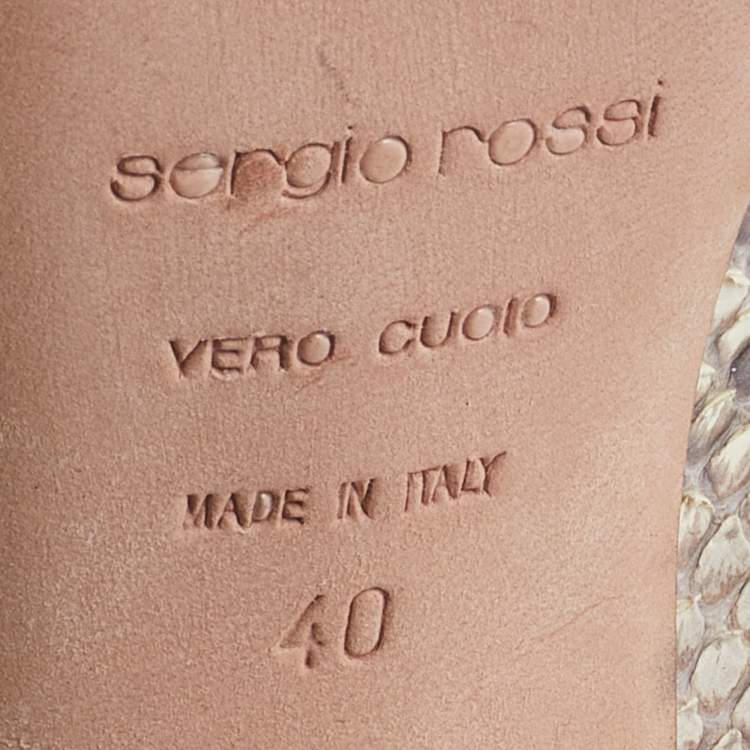 sergio rossi
VERO CUOIO
MADE IN ITALY
40